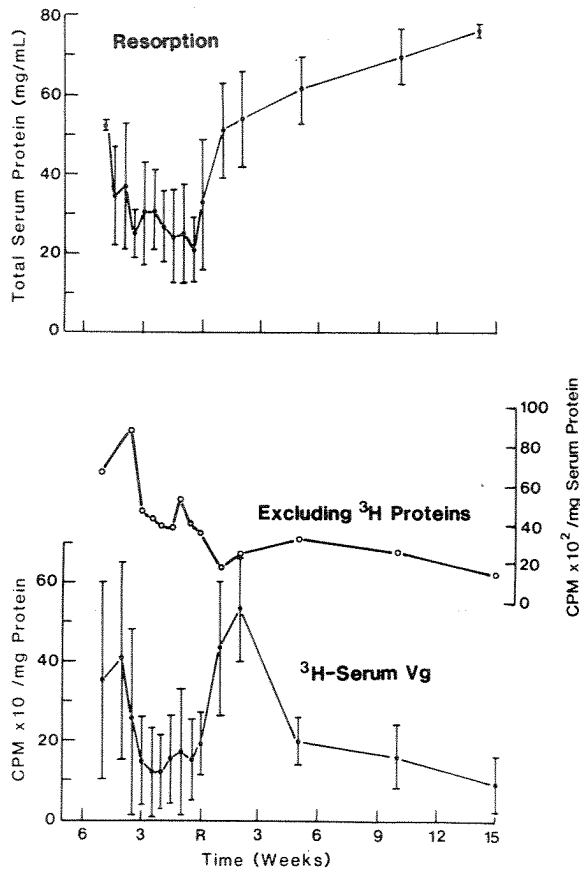 Resorption
Total Serum Protein (mg/mL)
80
60
40
20
0
Excluding ³H Proteins
CPM x10² /mg Serum Protein
100
80
60
40
20
0
³H-Serum Vg
CPM x10 /mg Protein
60
40
20
0
6 3 R 3 6 9 12 15
Time (Weeks)